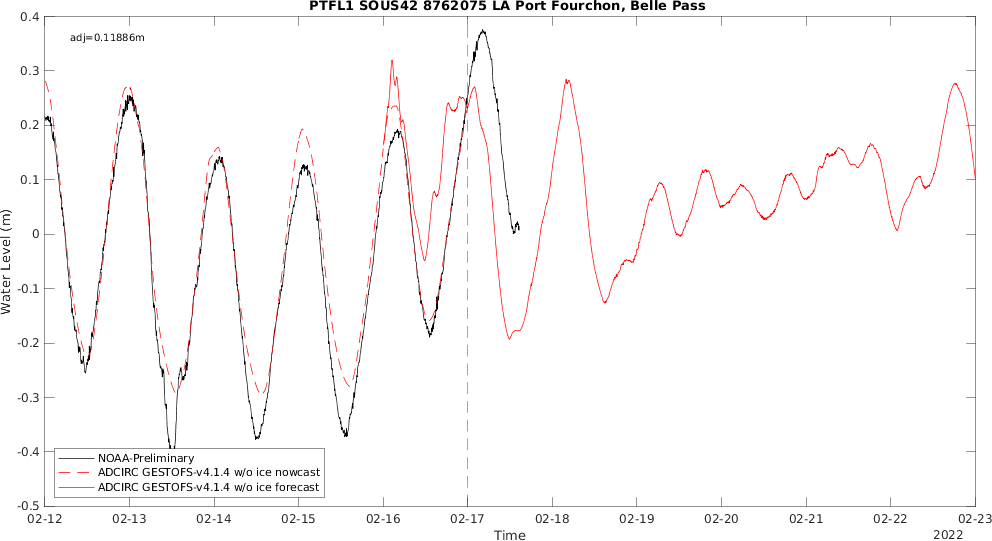 PTFL1 SOUS42 8762075 LA Port Fourchon, Belle Pass
adj=0.11886m
0.4
0.3
0.2
0.1
0
-0.1
-0.2
-0.3
-0.4
-0.5
Water Level (m)
NOAA-Preliminary
ADCIRC GESTOFS-v4.1.4 w/o ice nowcast
ADCIRC GESTOFS-v4.1.4 w/o ice forecast
02-12 02-13 02-14 02-15 02-16 02-17 02-18 02-19 02-20 02-21 02-22 02-23
Time
2022